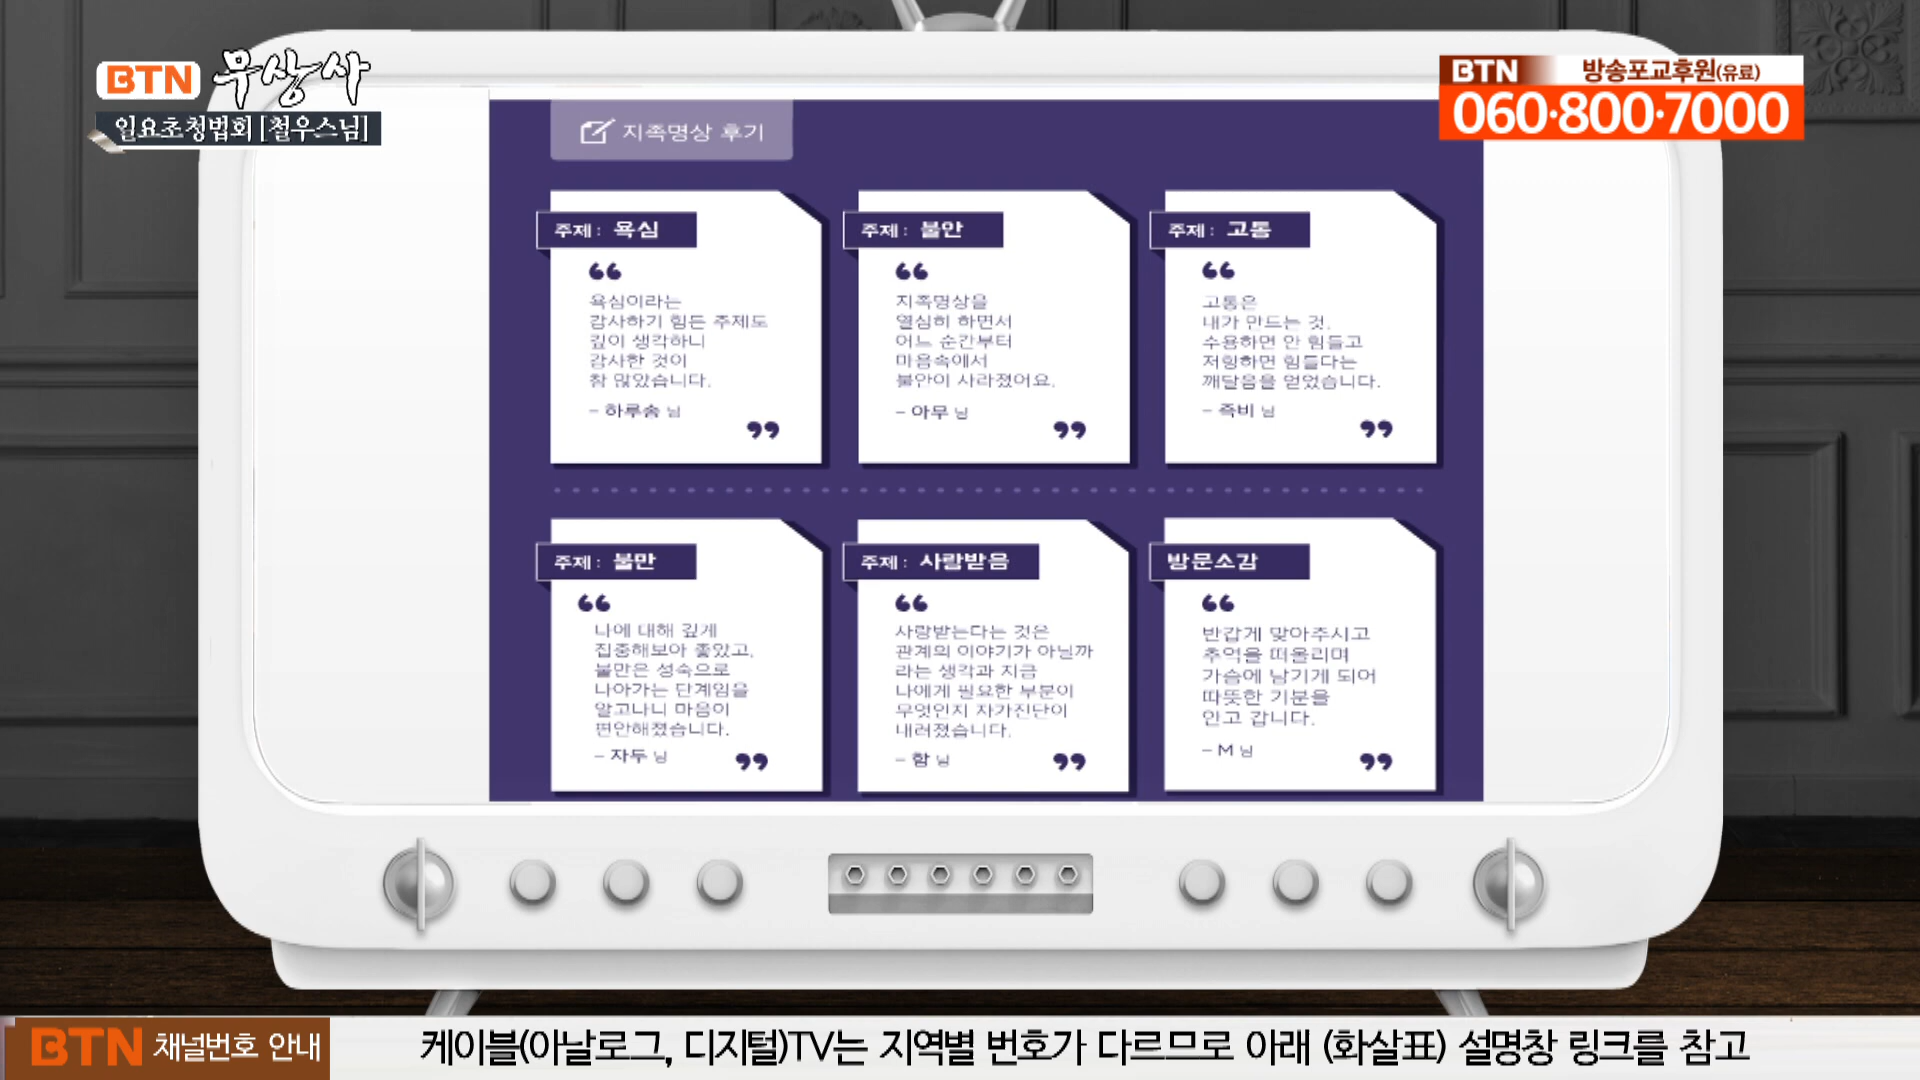 BTN 무상사
일요초청법회 [철우스님]
BTN 방송포교후원(유료)
060·800·7000
지족명상 후기
주제 : 욕심
욕심이라는
감사하기 힘든 주제도
깊이 생각하니
감사한 것이
참 많았습니다.
– 하루숨 님
주제 : 불안
지족명상을
열심히 하면서
어느 순간부터
마음속에서
불안이 사라졌어요.
– 아무 님
주제 : 고통
고통은
내가 만드는 것.
수용하면 안 힘들고
저항하면 힘들다는
깨달음을 얻었습니다.
– 즉비 님
주제 : 불만
나에 대해 깊게
집중해보아 좋았고,
불만은 성숙으로
나아가는 단계임을
알고나니 마음이
편안해졌습니다.
– 자두 님
주제 : 사랑받음
사랑받는다는 것은
관계의 이야기가 아닐까
라는 생각과 지금
나에게 필요한 부분이
무엇인지 자가진단이
내려졌습니다.
– 함 님
방문소감
반갑게 맞아주시고
추억을 떠올리며
가슴에 남기게 되어
따뜻한 기분을
안고 갑니다.
– M 님
BTN 채널번호 안내
케이블(아날로그, 디지털)TV는 지역별 번호가 다르므로 아래 (화살표) 설명창 링크를 참고